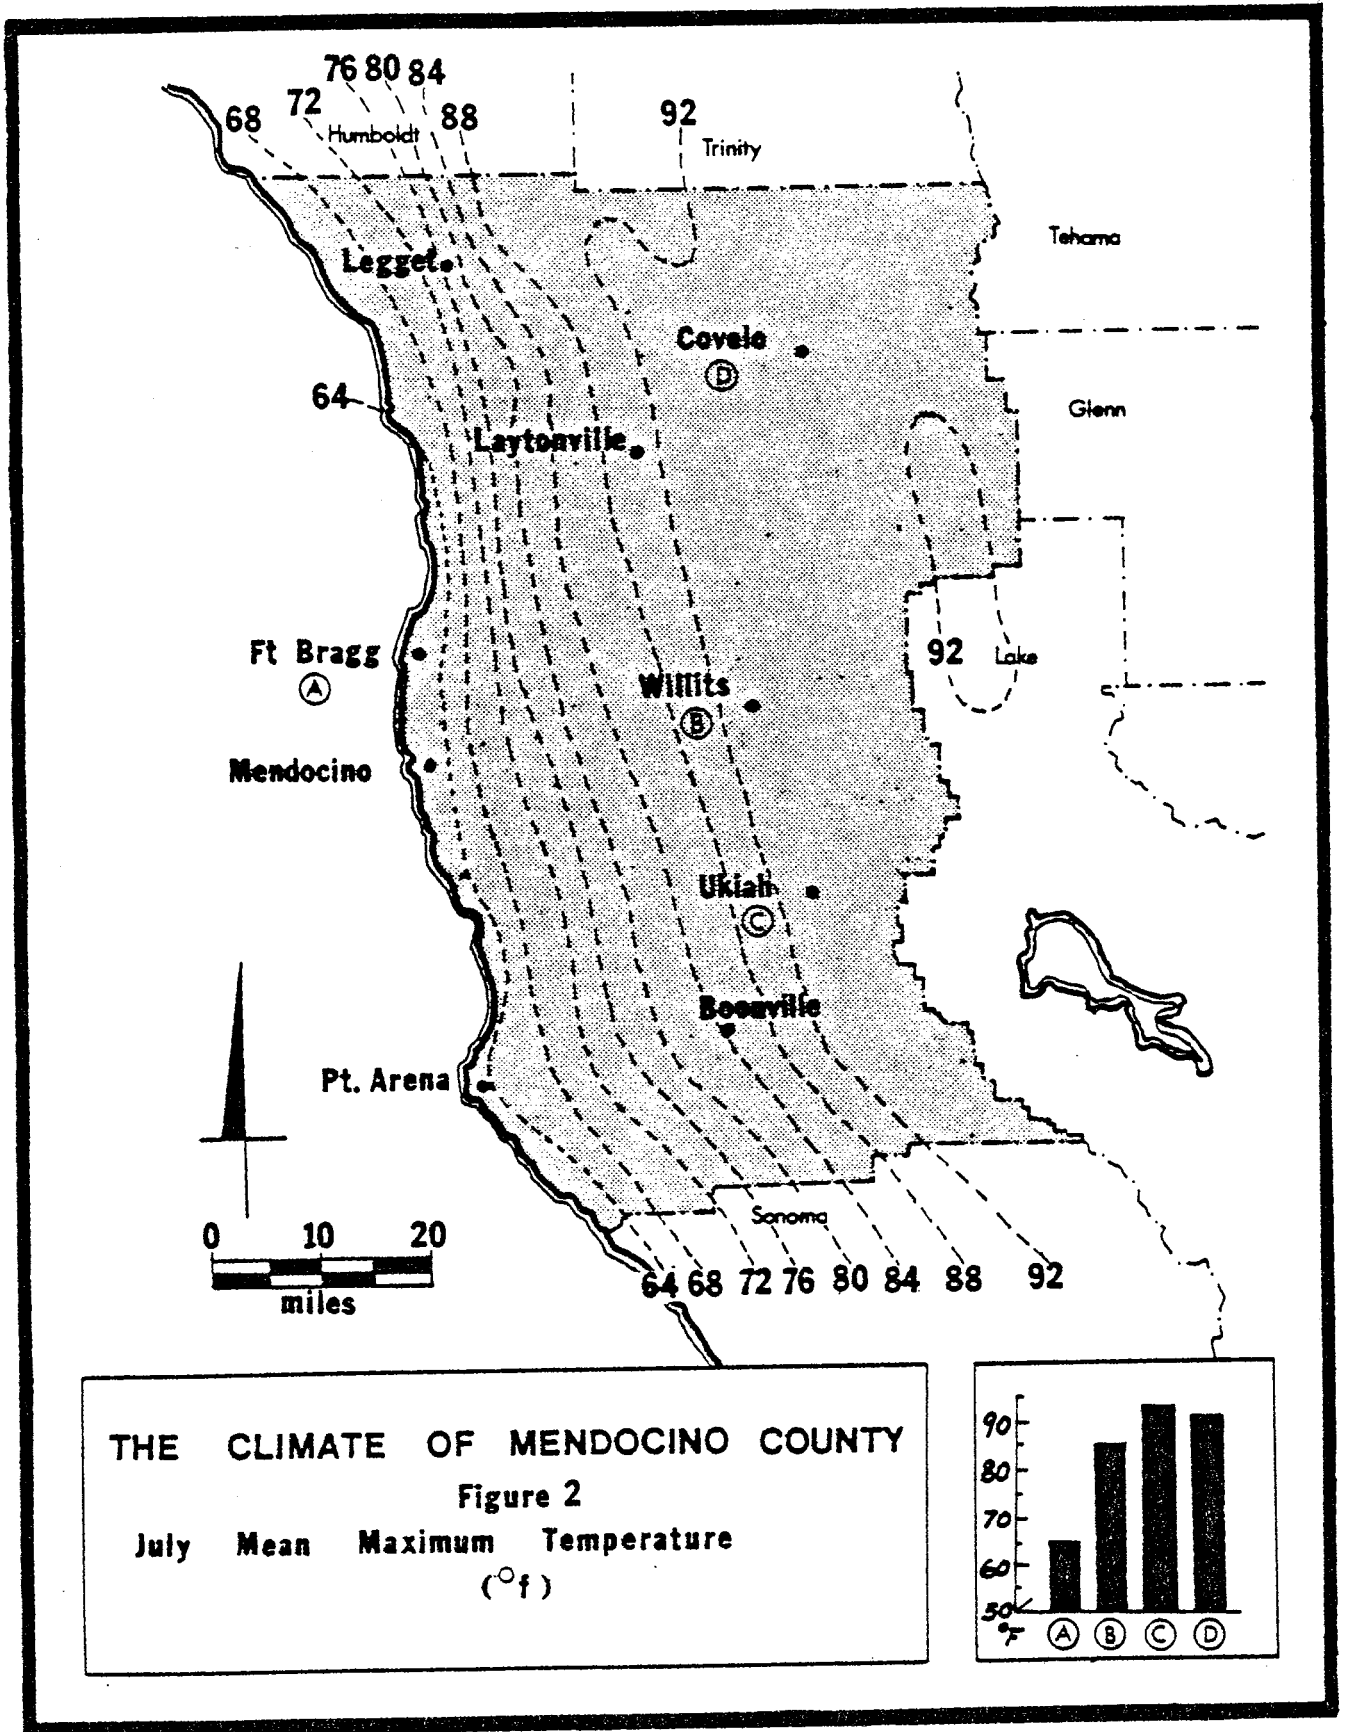 76 80 84
72
68
88
92
Humboldt
Trinity
Tehama
Legget
Covelo
D
64
Glenn
Laytonville
Ft Bragg
A
92
Lake
Willits
B
Mendocino
Ukiah
C
Boonville
Pt. Arena
Sonoma
0 10 20
miles
64 68 72 76 80 84 88 92
THE CLIMATE OF MENDOCINO COUNTY
Figure 2
July Mean Maximum Temperature
(°f)
90
80
70
60
50
°F A B C D